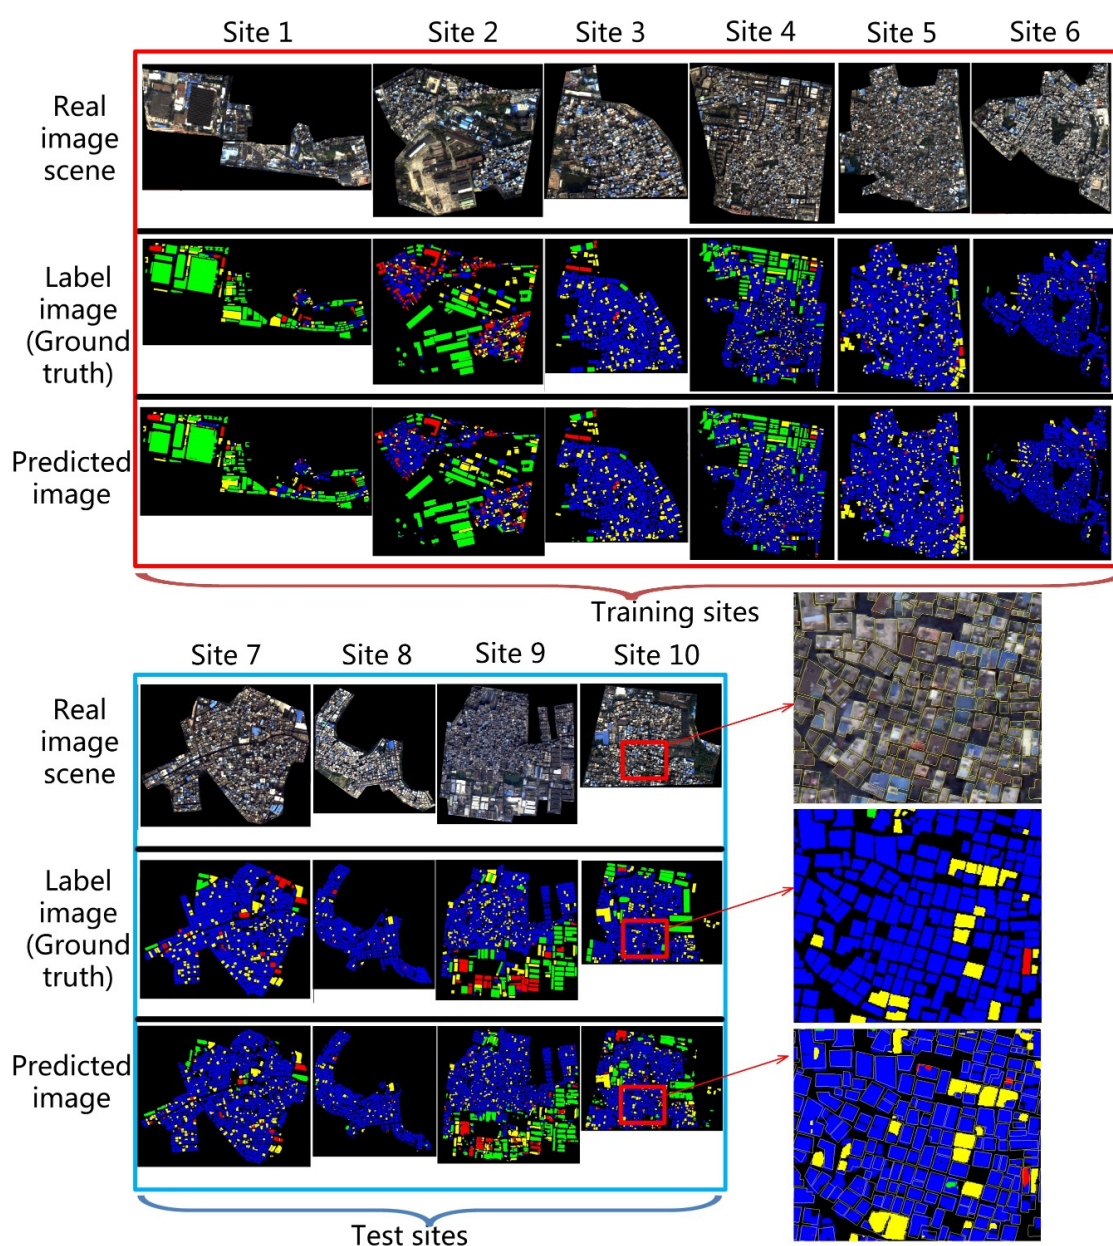 Site 1 Site 2 Site 3 Site 4 Site 5 Site 6
Real
image
scene
Label
image
(Ground
truth)
Predicted
image
Training sites
Site 7 Site 8 Site 9 Site 10
Real
image
scene
Label
image
(Ground
truth)
Predicted
image
Test sites